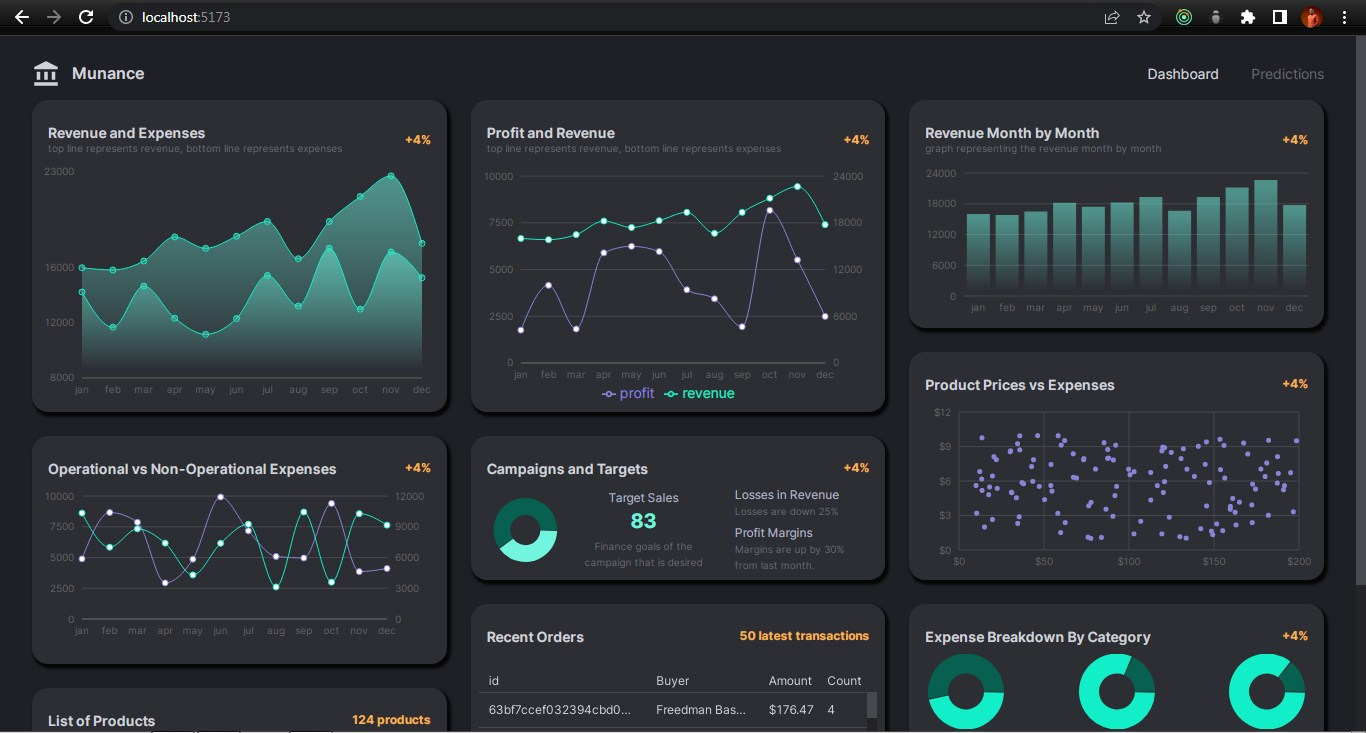 localhost:5173
Munance
Dashboard
Predictions
Revenue and Expenses
top line represents revenue, bottom line represents expenses
+4%
23000
16000
12000
8000
jan feb mar apr may jun jul aug sep oct nov dec
Profit and Revenue
top line represents revenue, bottom line represents expenses
+4%
10000 24000
7500 18000
5000 12000
2500 6000
0 0
jan feb mar apr may jun jul aug sep oct nov dec
profit revenue
Revenue Month by Month
graph representing the revenue month by month
+4%
24000
18000
12000
6000
0
jan feb mar apr may jun jul aug sep oct nov dec
Operational vs Non-Operational Expenses
+4%
10000 12000
7500 9000
5000 6000
2500 3000
0 0
jan feb mar apr may jun jul aug sep oct nov dec
Campaigns and Targets
+4%
Target Sales
83
Finance goals of the
campaign that is desired
Losses in Revenue
Losses are down 25%
Profit Margins
Margins are up by 30%
from last month.
Product Prices vs Expenses
+4%
$12
$9
$6
$3
$0
$0 $50 $100 $150 $200
List of Products
124 products
Recent Orders
50 latest transactions
id Buyer Amount Count
63bf7ccef032394cbd0... Freedman Bas... $176.47 4
Expense Breakdown By Category
+4%